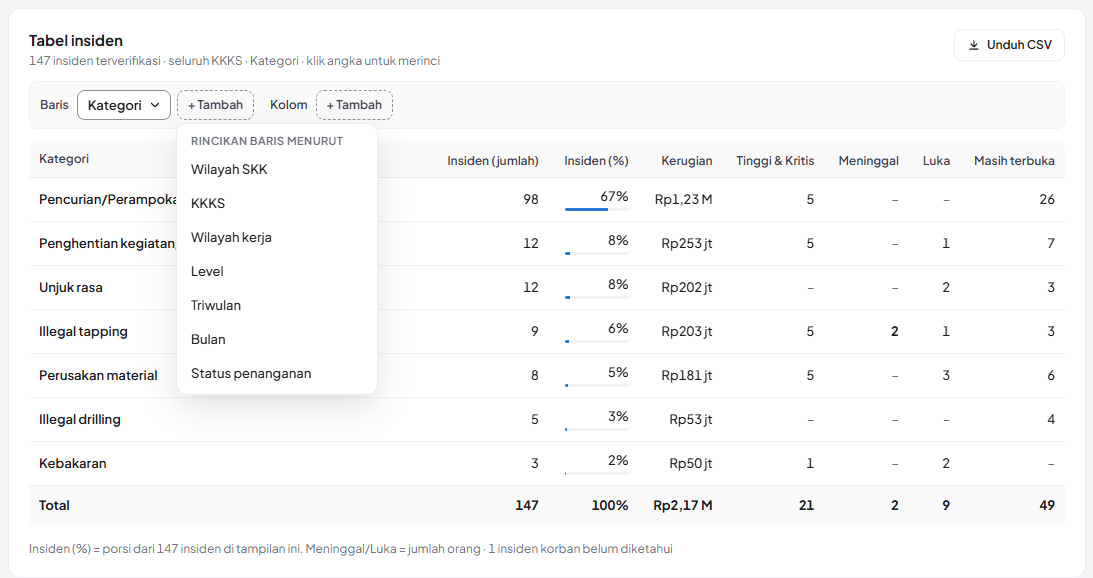 Tabel insiden
147 insiden terverifikasi · seluruh KKKS · Kategori · klik angka untuk merinci
Unduh CSV
Baris Kategori + Tambah Kolom + Tambah
RINCIKAN BARIS MENURUT
Wilayah SKK
KKKS
Wilayah kerja
Level
Triwulan
Bulan
Status penanganan
Kategori Insiden (jumlah) Insiden (%) Kerugian Tinggi & Kritis Meninggal Luka Masih terbuka
Pencurian/Perampoka 98 67% Rp1,23 M 5 – – 26
Penghentian kegiatan, 12 8% Rp253 jt 5 – 1 7
Unjuk rasa 12 8% Rp202 jt – – 2 3
Illegal tapping 9 6% Rp203 jt 5 2 1 3
Perusakan material 8 5% Rp181 jt 5 – 3 6
Illegal drilling 5 3% Rp53 jt – – – 4
Kebakaran 3 2% Rp50 jt 1 – 2 –
Total 147 100% Rp2,17 M 21 2 9 49
Insiden (%) = porsi dari 147 insiden di tampilan ini. Meninggal/Luka = jumlah orang · 1 insiden korban belum diketahui